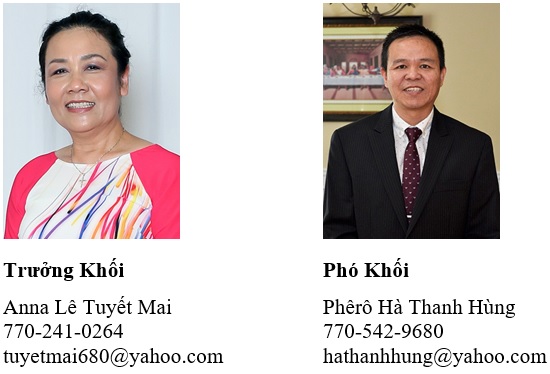 Trưởng Khối
Anna Lê Tuyết Mai
770-241-0264
tuyetmai680@yahoo.com
Phó Khối
Phêrô Hà Thanh Hùng
770-542-9680
hathanhhung@yahoo.com